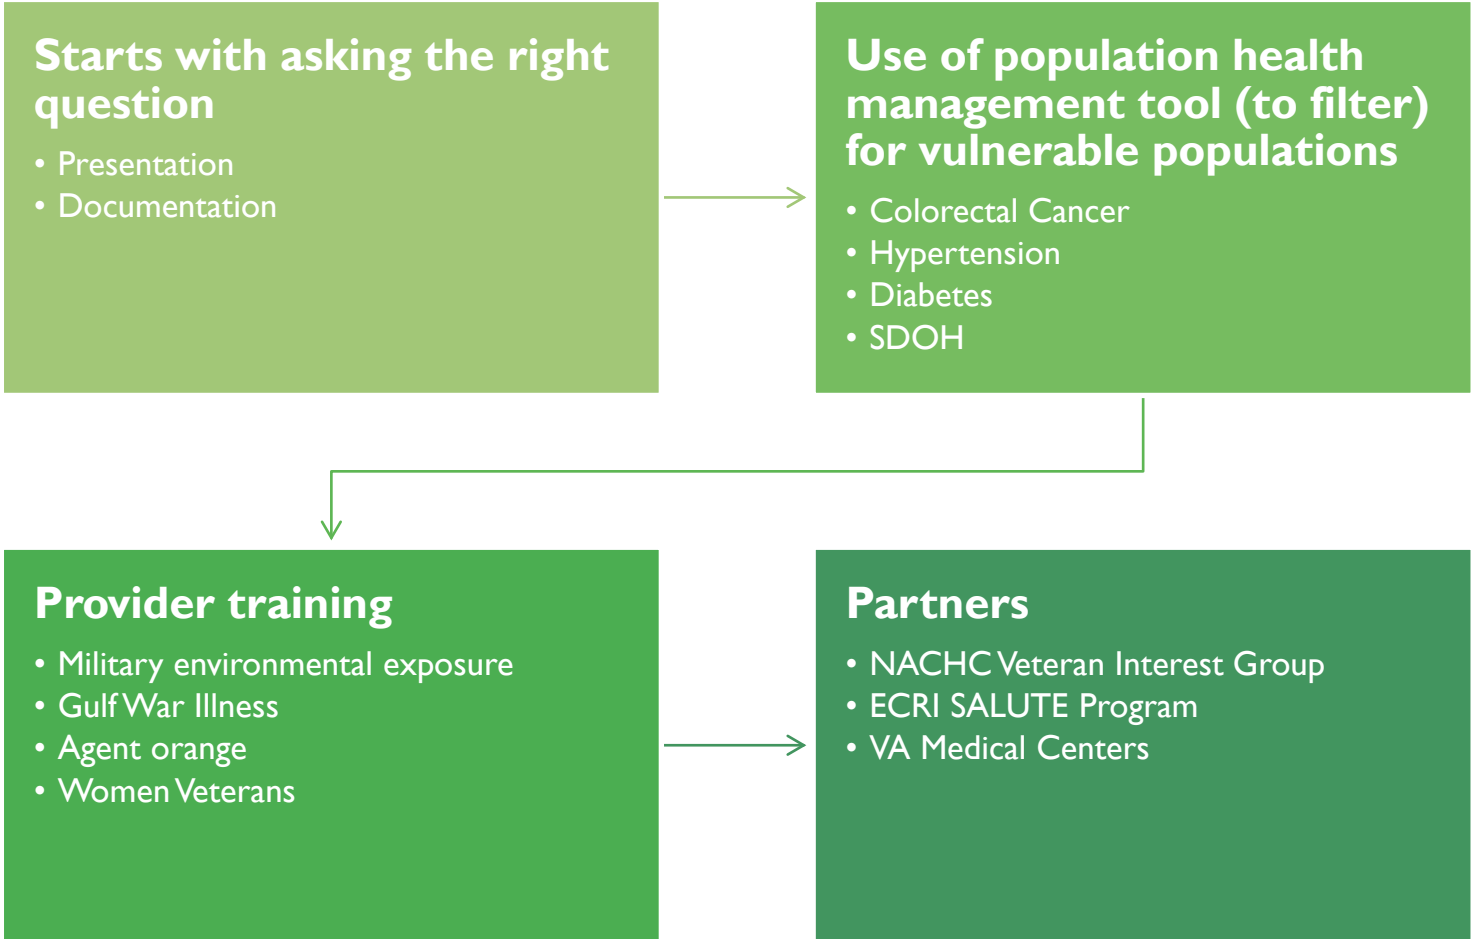 Starts with asking the right
question
• Presentation
• Documentation
Use of population health
management tool (to filter)
for vulnerable populations
• Colorectal Cancer
• Hypertension
• Diabetes
• SDOH
Provider training
• Military environmental exposure
• Gulf War Illness
• Agent orange
• Women Veterans
Partners
• NACHC Veteran Interest Group
• ECRI SALUTE Program
• VA Medical Centers